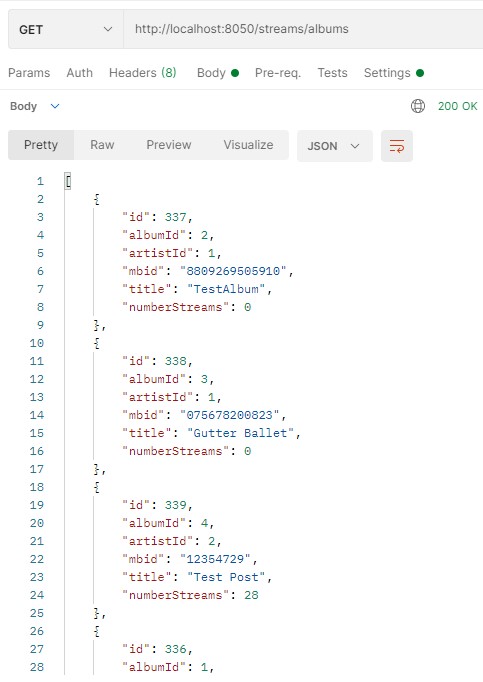 GET http://localhost:8050/streams/albums
Params Auth Headers (8) Body Pre-req. Tests Settings
Body 200 OK
Pretty Raw Preview Visualize JSON
1 [
2 {
3 "id": 337,
4 "albumId": 2,
5 "artistId": 1,
6 "mbid": "8809269505910",
7 "title": "TestAlbum",
8 "numberStreams": 0
9 },
10 {
11 "id": 338,
12 "albumId": 3,
13 "artistId": 1,
14 "mbid": "075678200823",
15 "title": "Gutter Ballet",
16 "numberStreams": 0
17 },
18 {
19 "id": 339,
20 "albumId": 4,
21 "artistId": 2,
22 "mbid": "12354729",
23 "title": "Test Post",
24 "numberStreams": 28
25 },
26 {
27 "id": 336,
28 "albumId": 1,